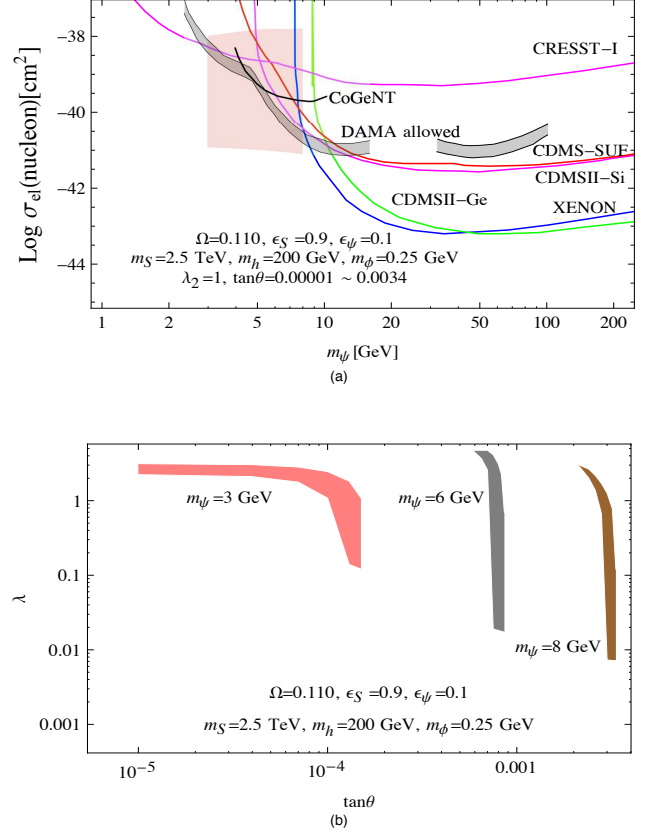 Log σel(nucleon)[cm²]
−38
−40
−42
−44
CRESST−I
CoGeNT
DAMA allowed
CDMS−SUF
CDMSII−Si
CDMSII−Ge
XENON
Ω=0.110, ϵS =0.9, ϵψ=0.1
mS=2.5 TeV, mh=200 GeV, mϕ=0.25 GeV
λ2=1, tanθ=0.00001 ~ 0.0034
1 2 5 10 20 50 100 200
mψ [GeV]
(a)
λ
1
0.1
0.01
0.001
mψ=3 GeV
mψ=6 GeV
mψ=8 GeV
Ω=0.110, ϵS =0.9, ϵψ=0.1
mS=2.5 TeV, mh=200 GeV, mϕ=0.25 GeV
10⁻⁵ 10⁻⁴ 0.001
tanθ
(b)